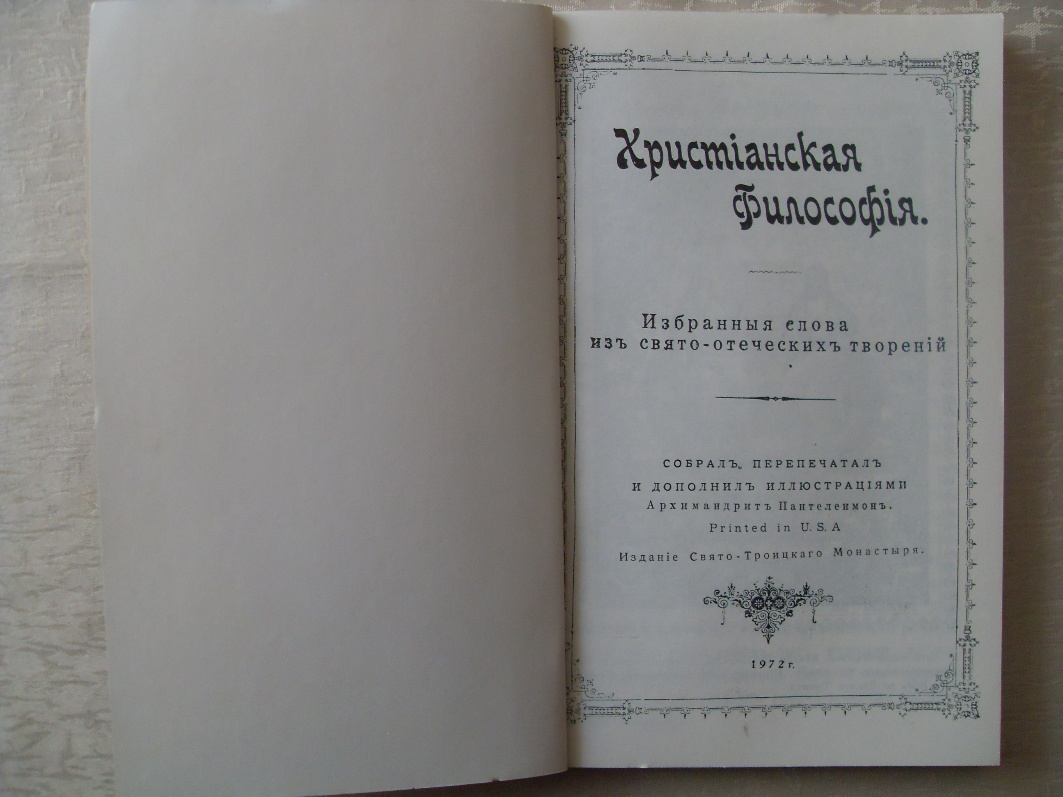 Христіанская
Философія.
Избранныя слова
изъ свято-отеческихъ твореній
СОБРАЛЪ, ПЕРЕПЕЧАТАЛЪ
И ДОПОЛНИЛЪ ИЛЛЮСТРАЦІЯМИ
Архимандритъ Пантелеимонъ.
Printed in U. S. A
Изданіе Свято-Троицкаго Монастыря.
1972 г.